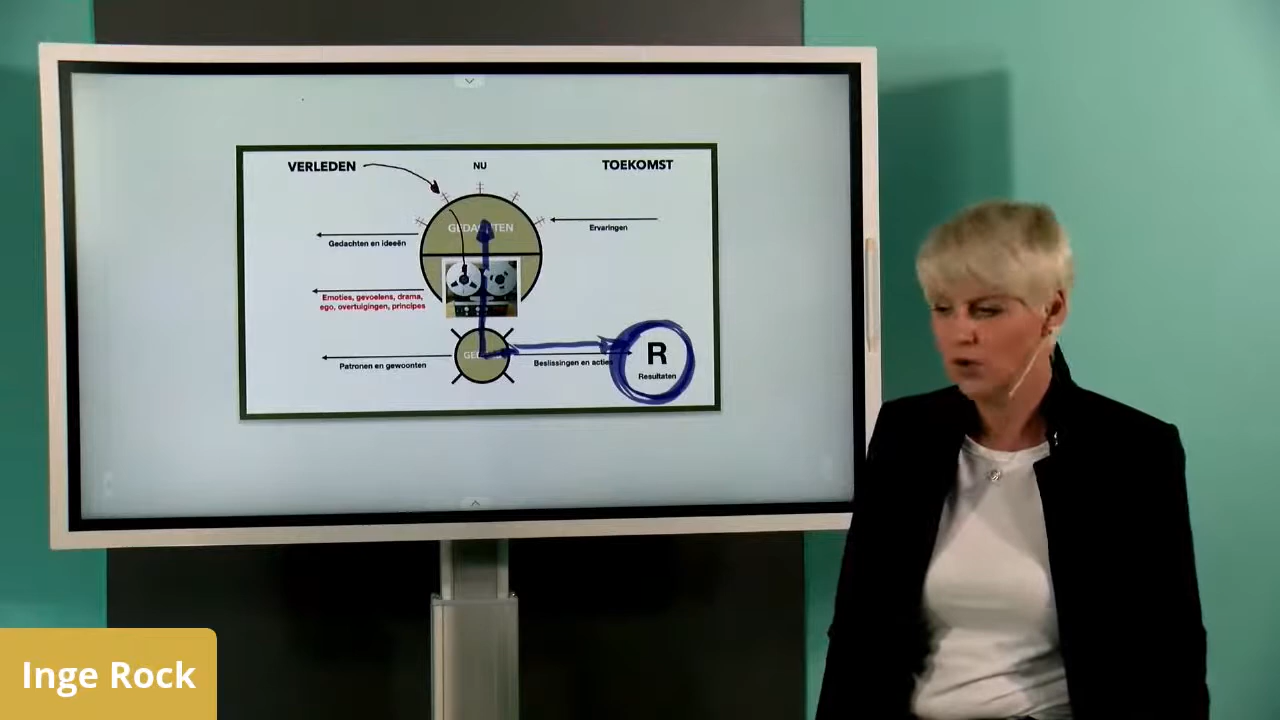 VERLEDEN
NU
TOEKOMST
Gedachten en ideeën
Ervaringen
Emoties, gevoelens, drama,
ego, overtuigingen, principes
Patronen en gewoonten
Beslissingen en acties
R
Resultaten
Inge Rock